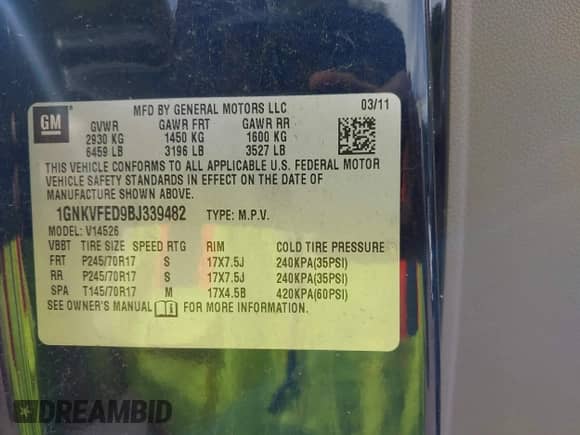 GM
MFD BY GENERAL MOTORS LLC 03/11
GVWR GAWR FRT GAWR RR
2930 KG 1450 KG 1600 KG
6459 LB 3196 LB 3527 LB
THIS VEHICLE CONFORMS TO ALL APPLICABLE U.S. FEDERAL MOTOR
VEHICLE SAFETY STANDARDS IN EFFECT ON THE DATE OF
MANUFACTURE SHOWN ABOVE.
1GNKVFED9BJ339482 TYPE: M.P.V.
MODEL: V14526
VBBT TIRE SIZE SPEED RTG RIM COLD TIRE PRESSURE
FRT P245/70R17 S 17X7.5J 240KPA(35PSI)
RR P245/70R17 S 17X7.5J 240KPA(35PSI)
SPA T145/70R17 M 17X4.5B 420KPA(60PSI)
SEE OWNER'S MANUAL FOR MORE INFORMATION.
DREAMBID